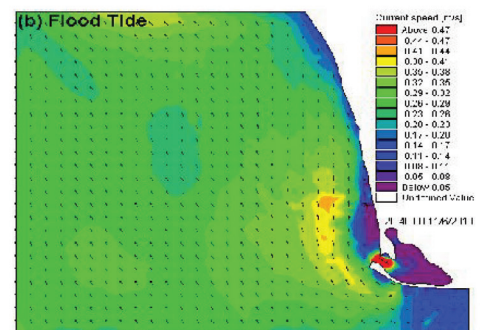 (b) Flood Tide
Current speed [m/s]
Above 0.47
0.44 - 0.47
0.41 - 0.44
0.35 - 0.38
0.32 - 0.35
0.29 - 0.32
0.26 - 0.29
0.23 - 0.26
0.20 - 0.23
0.17 - 0.20
0.14 - 0.17
0.11 - 0.14
0.05 - 0.08
Below 0.05
Undefined Value